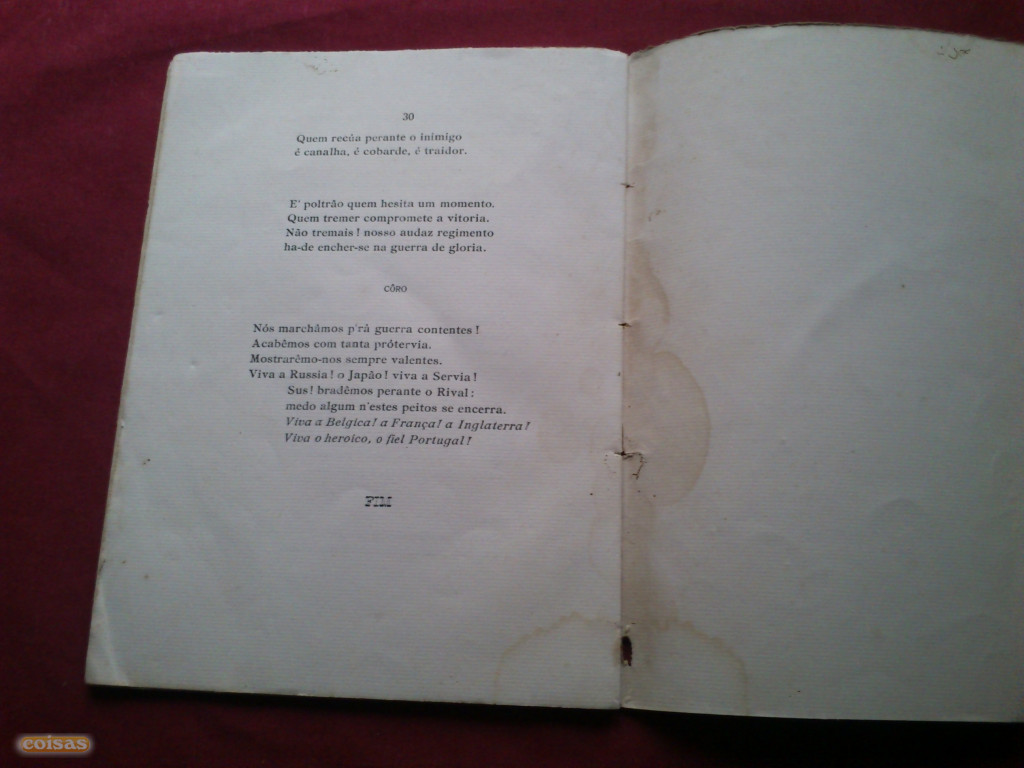 30
Quem recúa perante o inimigo
é canalha, é cobarde, é traidor.
E' poltrão quem hesita um momento.
Quem tremer compromete a vitoria.
Não tremais! nosso audaz regimento
ha-de encher-se na guerra de gloria.
CÔRO
Nós marchâmos p'rà guerra contentes!
Acabêmos com tanta prótervia.
Mostrarêmo-nos sempre valentes.
Viva a Russia! o Japão! viva a Servia!
Sus! bradêmos perante o Rival:
medo algum n'estes peitos se encerra.
Viva a Belgica! a França! a Inglaterra!
Viva o heroico, o fiel Portugal!
FIM
coisas